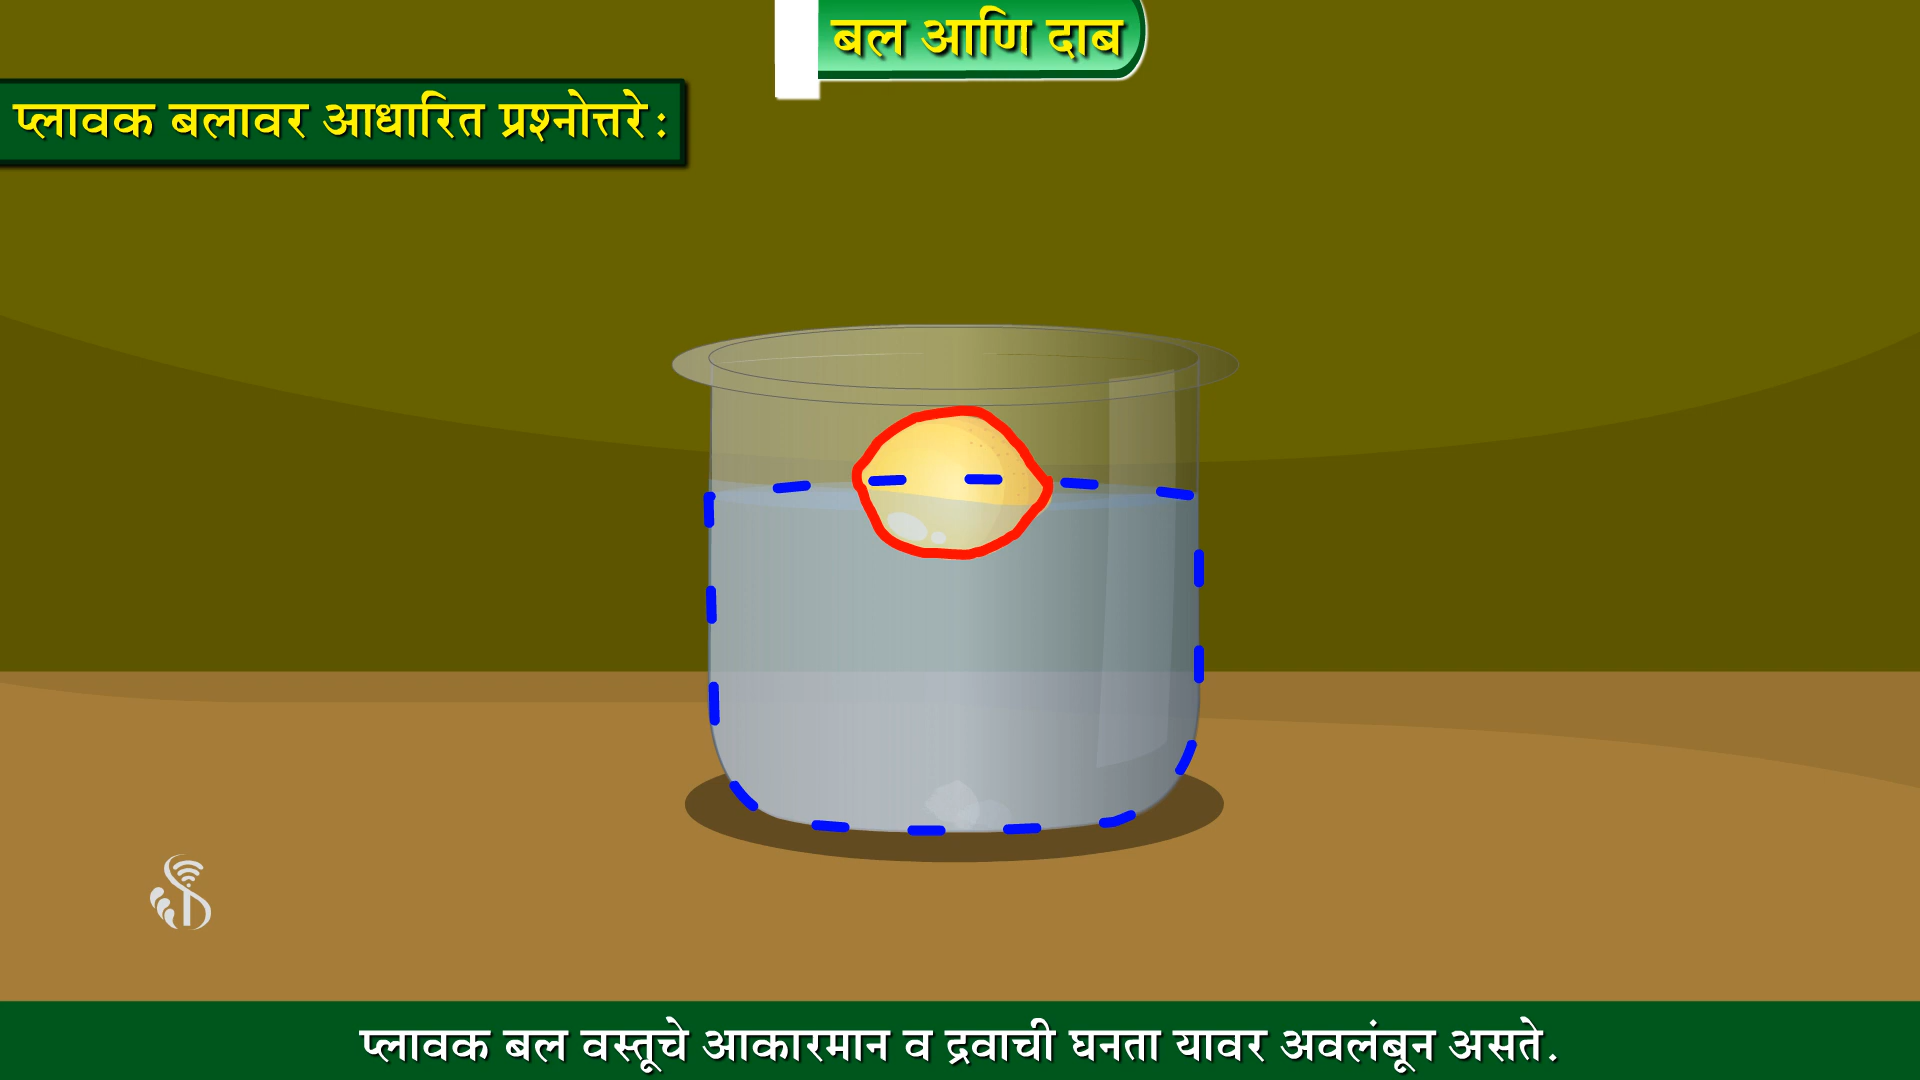 बल आणि दाब
प्लावक बलावर आधारित प्रश्नोत्तरे:
प्लावक बल वस्तूचे आकारमान व द्रवाची घनता यावर अवलंबून असते.